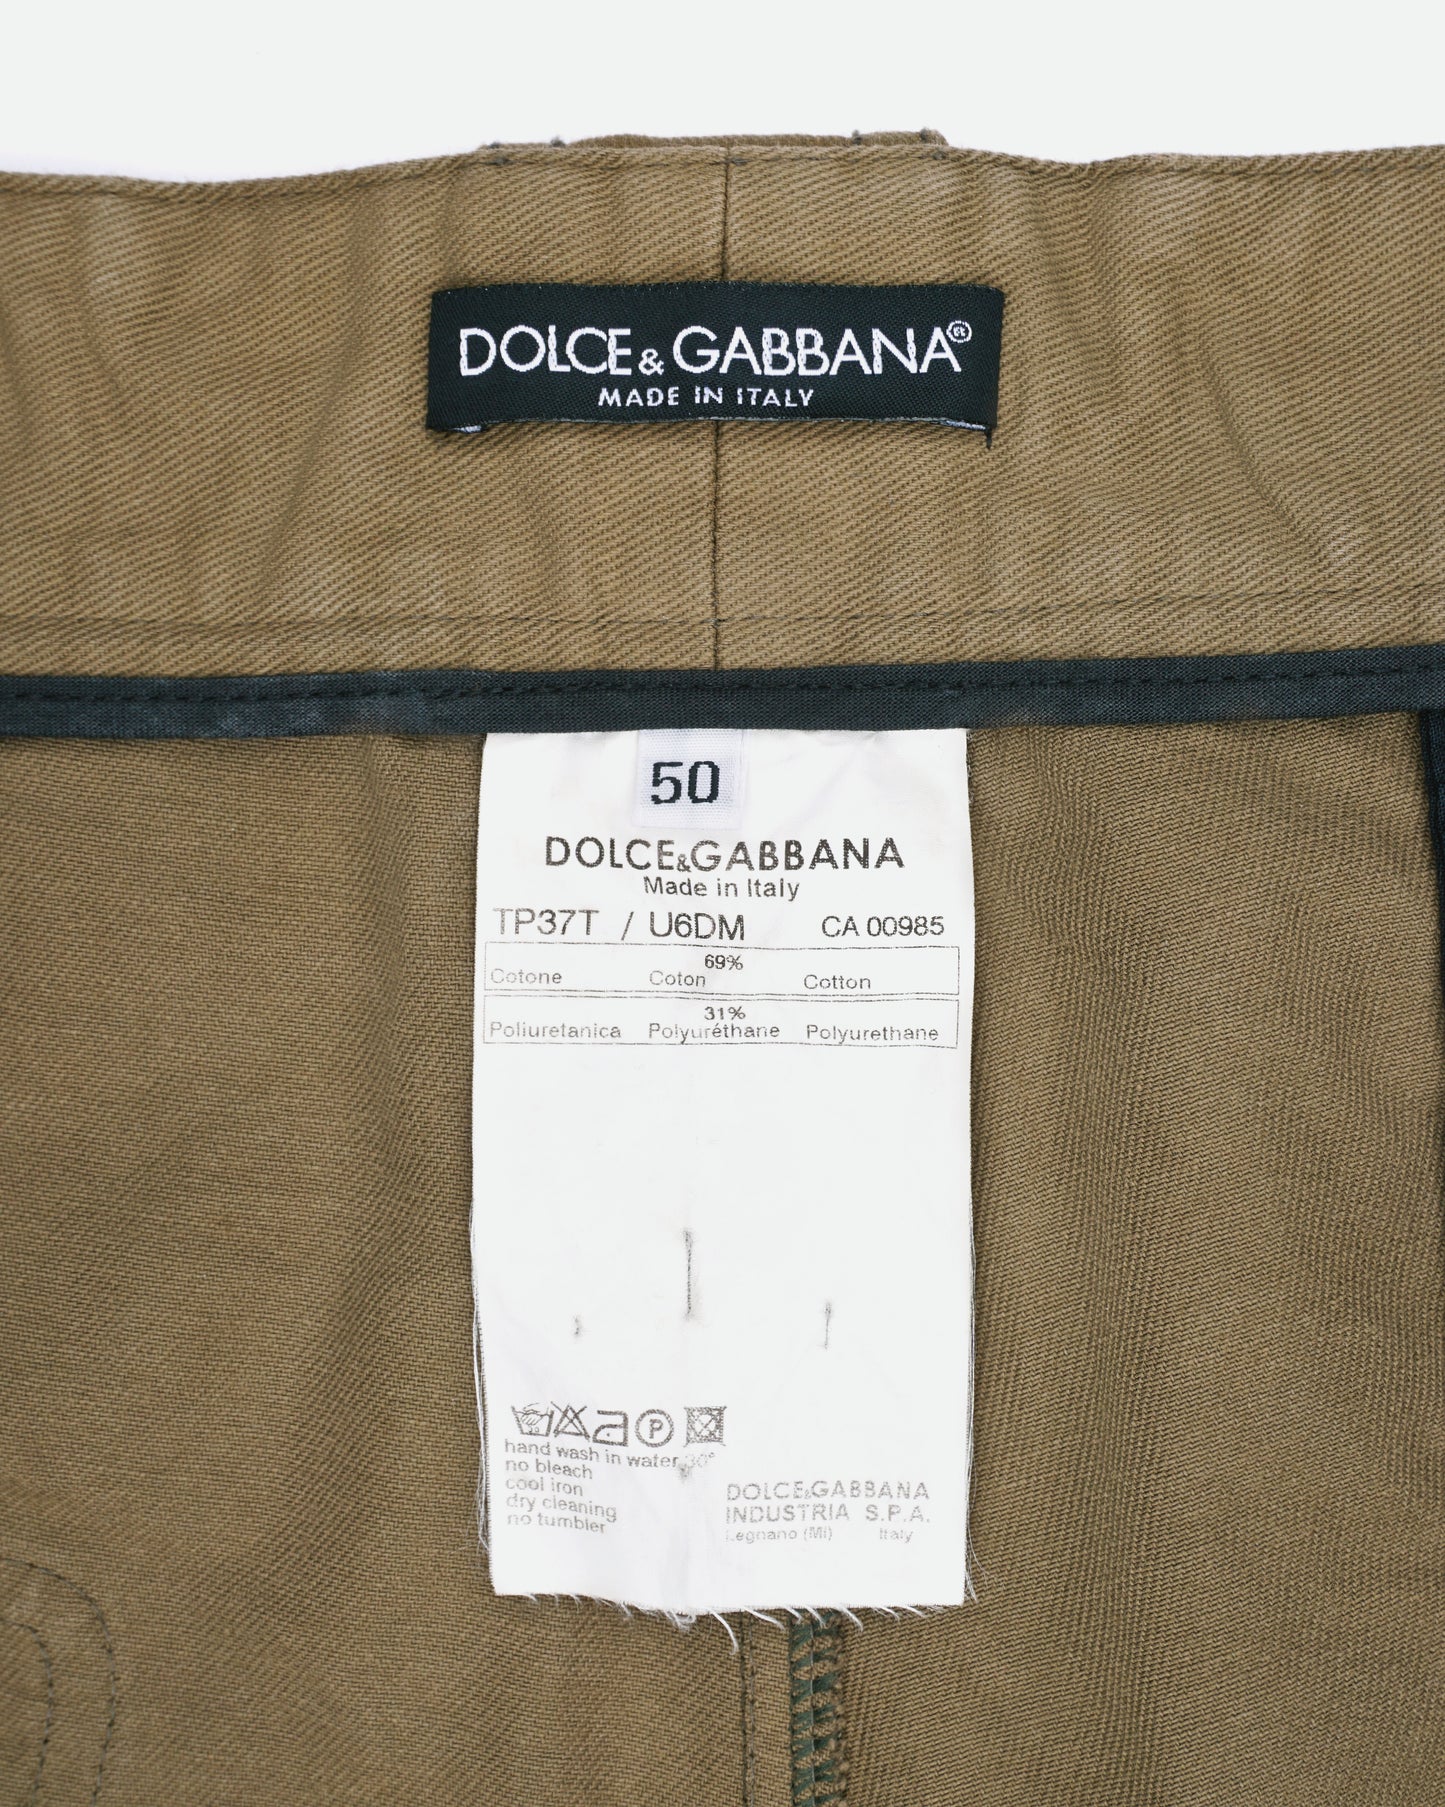 DOLCE & GABBANA®
MADE IN ITALY
50
DOLCE&GABBANA
Made in Italy
TP37T / U6DM CA 00985
69%
Cotone Coton Cotton
31%
Poliuretanica Polyuréthane Polyurethane
P
hand wash in water 30°
no bleach
cool iron
dry cleaning
no tumbler
DOLCE&GABBANA
INDUSTRIA S.P.A.
Legnano (MI) Italy